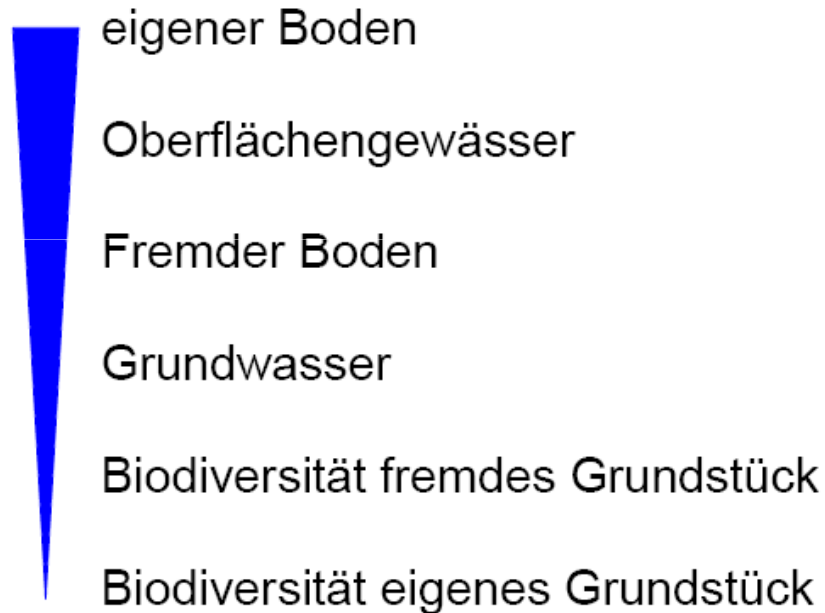 eigener Boden
Oberflächengewässer
Fremder Boden
Grundwasser
Biodiversität fremdes Grundstück
Biodiversität eigenes Grundstück